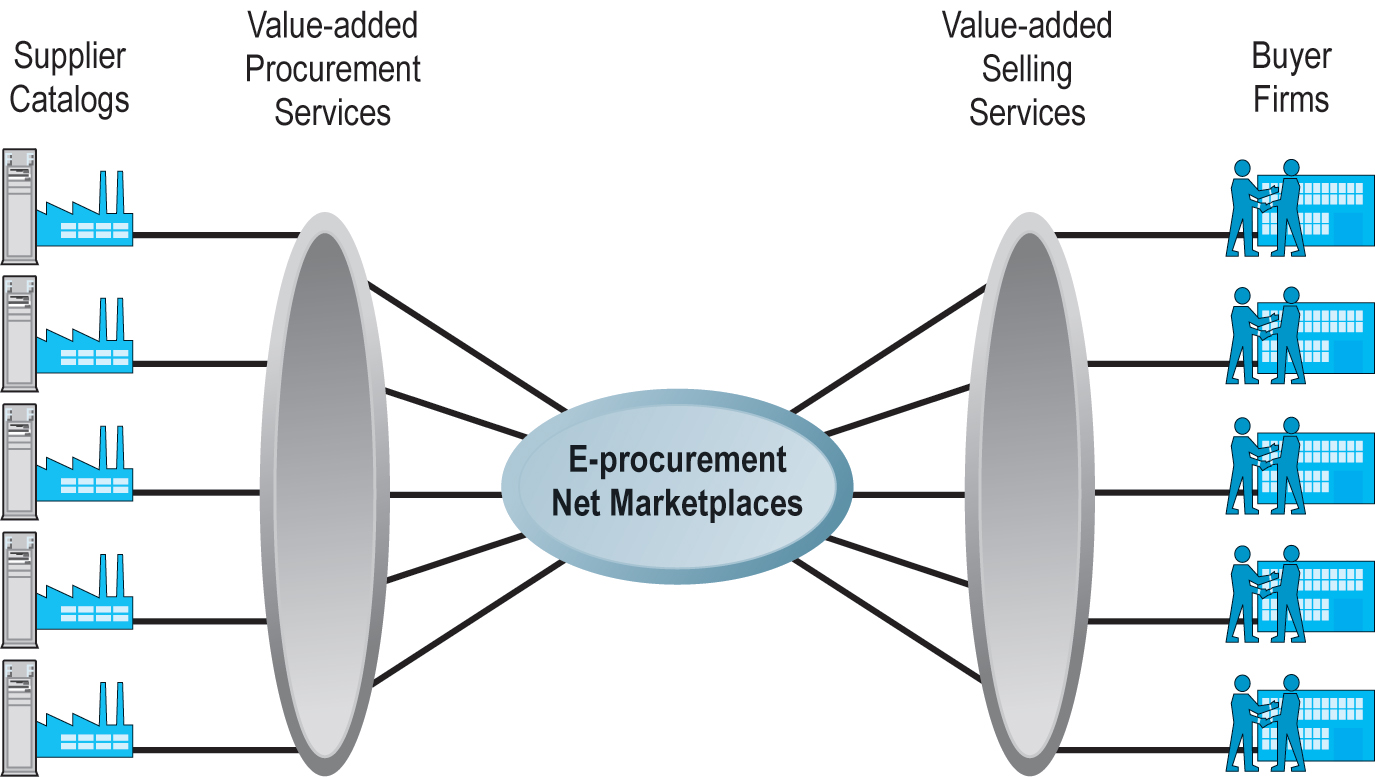 Supplier
Catalogs
Value-added
Procurement
Services
Value-added
Selling
Services
Buyer
Firms
E-procurement
Net Marketplaces